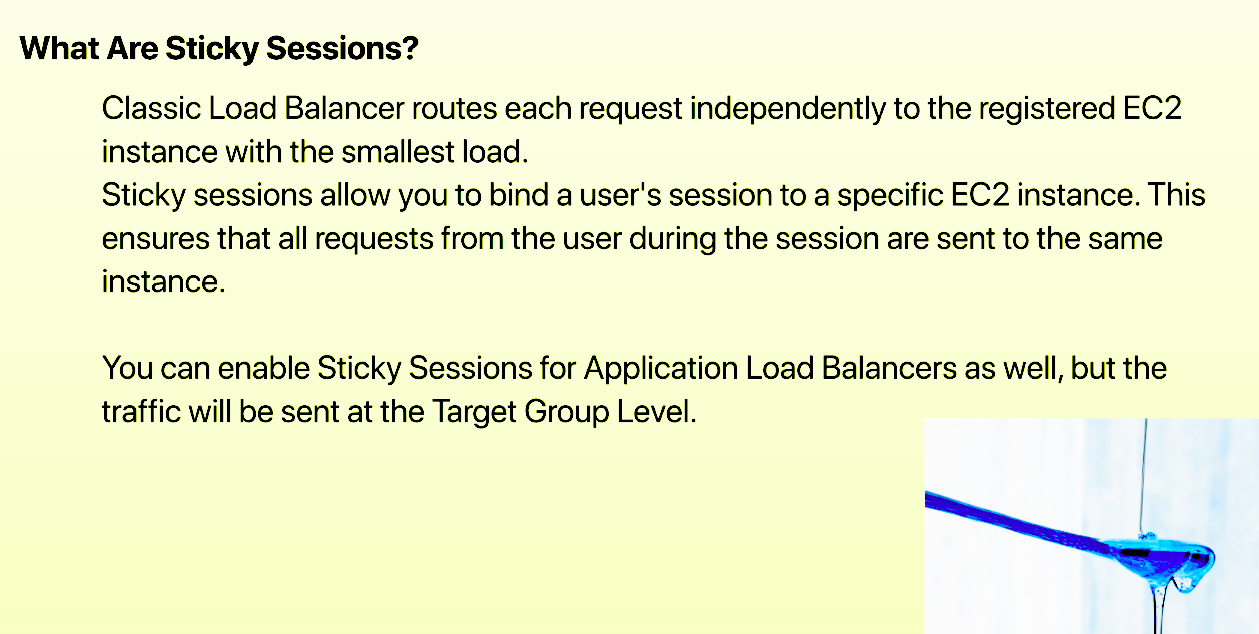 What Are Sticky Sessions?
Classic Load Balancer routes each request independently to the registered EC2
instance with the smallest load.
Sticky sessions allow you to bind a user's session to a specific EC2 instance. This
ensures that all requests from the user during the session are sent to the same
instance.
You can enable Sticky Sessions for Application Load Balancers as well, but the
traffic will be sent at the Target Group Level.